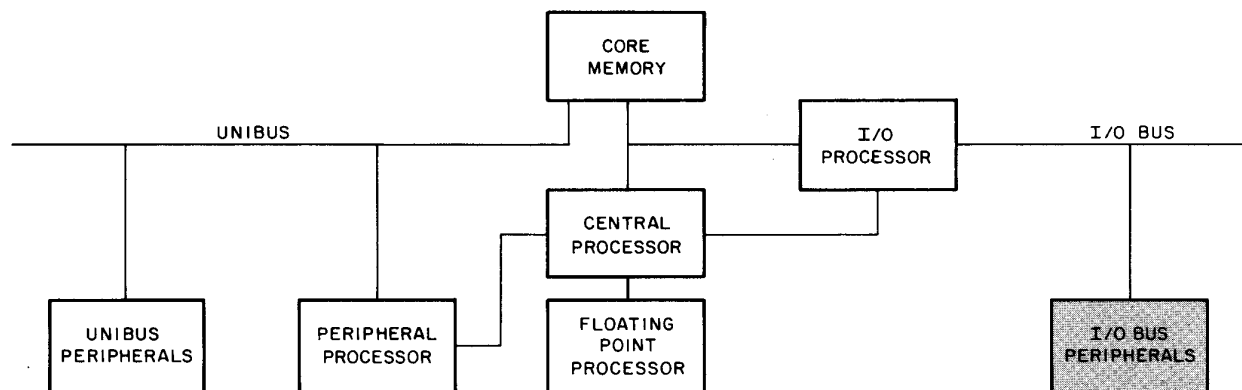 CORE
MEMORY
UNIBUS
I/O
PROCESSOR
I/O BUS
CENTRAL
PROCESSOR
UNIBUS
PERIPHERALS
PERIPHERAL
PROCESSOR
FLOATING
POINT
PROCESSOR
I/O BUS
PERIPHERALS